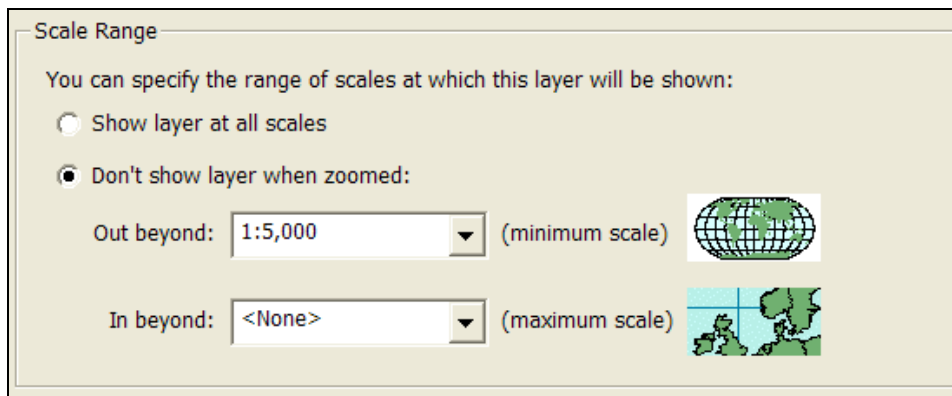 Scale Range
You can specify the range of scales at which this layer will be shown:
Show layer at all scales
Don't show layer when zoomed:
Out beyond: 1:5,000 (minimum scale)
In beyond: <None> (maximum scale)